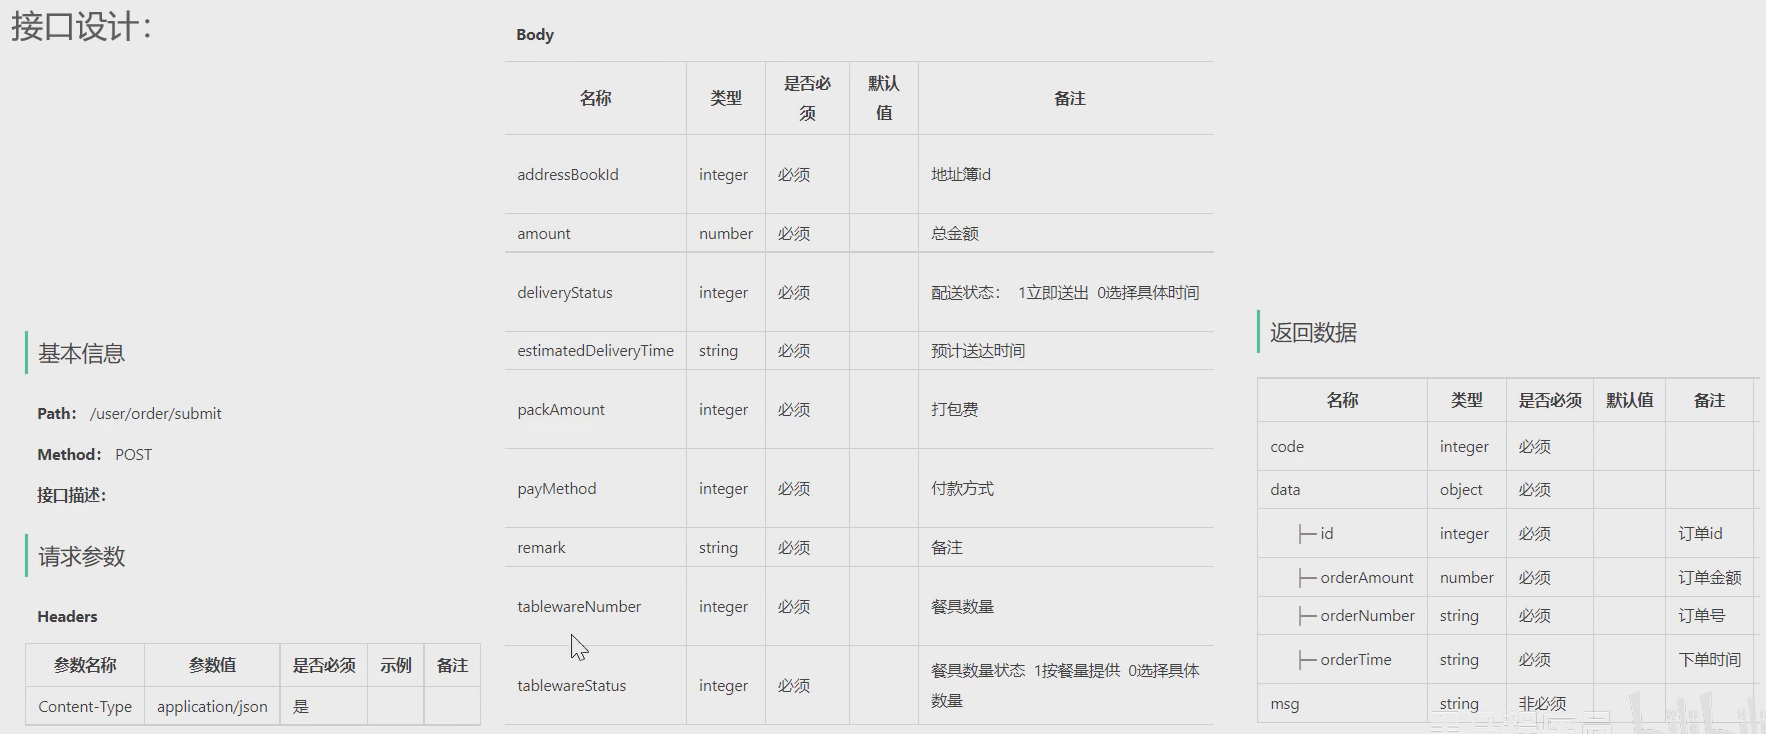 接口设计：
基本信息
Path： /user/order/submit
Method： POST
接口描述：
请求参数
Headers
参数名称 参数值 是否必须 示例 备注
Content-Type application/json 是
Body
名称 类型 是否必须 默认值 备注
addressBookId integer 必须 地址簿id
amount number 必须 总金额
deliveryStatus integer 必须 配送状态： 1立即送出 0选择具体时间
estimatedDeliveryTime string 必须 预计送达时间
packAmount integer 必须 打包费
payMethod integer 必须 付款方式
remark string 必须 备注
tablewareNumber integer 必须 餐具数量
tablewareStatus integer 必须 餐具数量状态 1按餐量提供 0选择具体
数量
返回数据
名称 类型 是否必须 默认值 备注
code integer 必须
data object 必须
├─ id integer 必须 订单id
├─ orderAmount number 必须 订单金额
├─ orderNumber string 必须 订单号
├─ orderTime string 必须 下单时间
msg string 非必须